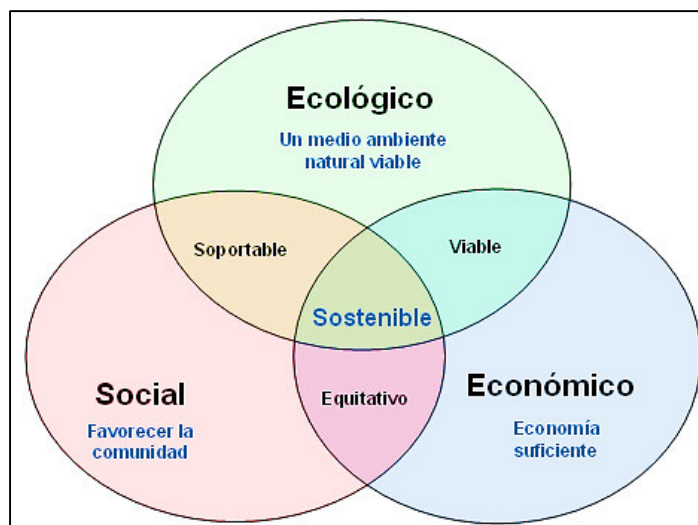 Ecológico
Un medio ambiente
natural viable
Soportable
Viable
Sostenible
Social
Favorecer la
comunidad
Equitativo
Económico
Economía
suficiente